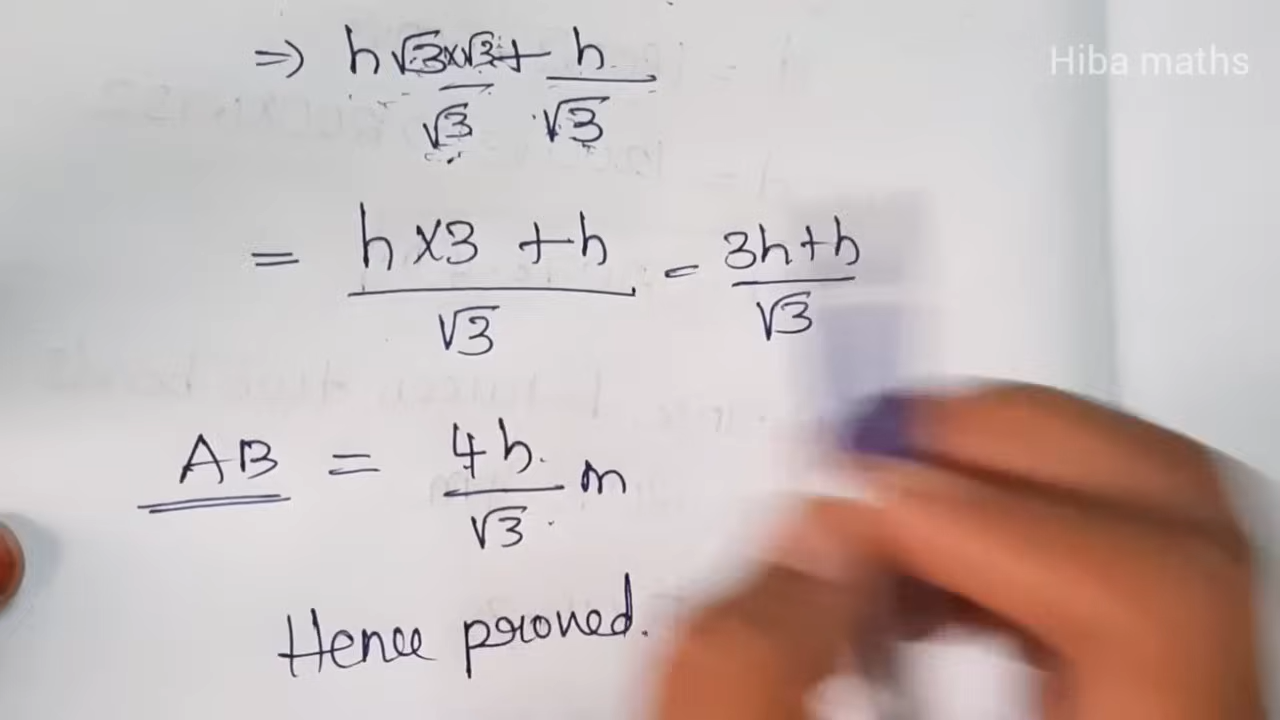 Hiba maths
⇒ h√3×√3/√3 + h/√3
= h×3 + h/√3 = 3h+h/√3
AB = 4h/√3 m
Hence proved.